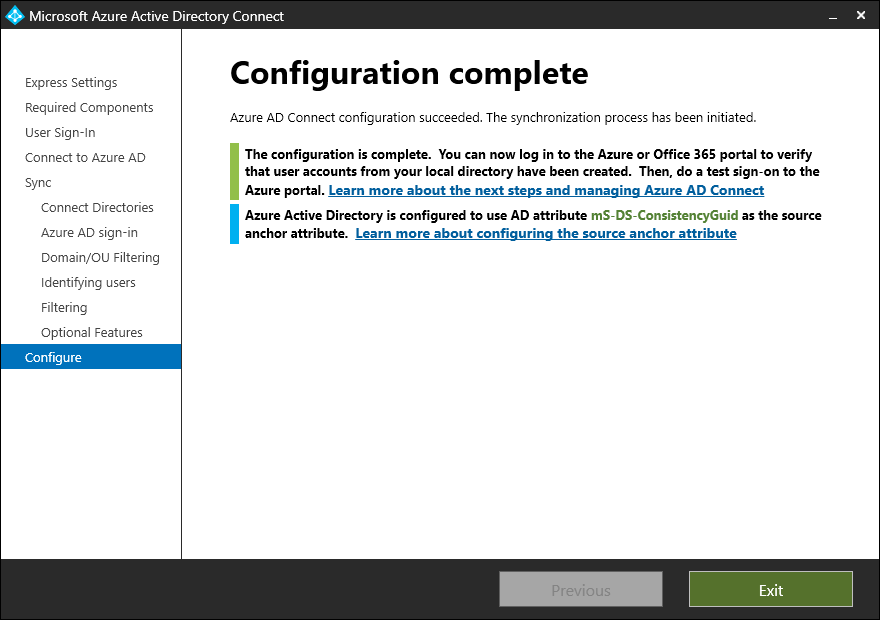 Microsoft Azure Active Directory Connect
Express Settings
Required Components
User Sign-In
Connect to Azure AD
Sync
Connect Directories
Azure AD sign-in
Domain/OU Filtering
Identifying users
Filtering
Optional Features
Configure
Configuration complete
Azure AD Connect configuration succeeded. The synchronization process has been initiated.
The configuration is complete.  You can now log in to the Azure or Office 365 portal to verify
that user accounts from your local directory have been created.  Then, do a test sign-on to the
Azure portal. Learn more about the next steps and managing Azure AD Connect
Azure Active Directory is configured to use AD attribute mS-DS-ConsistencyGuid as the source
anchor attribute.  Learn more about configuring the source anchor attribute
Previous
Exit